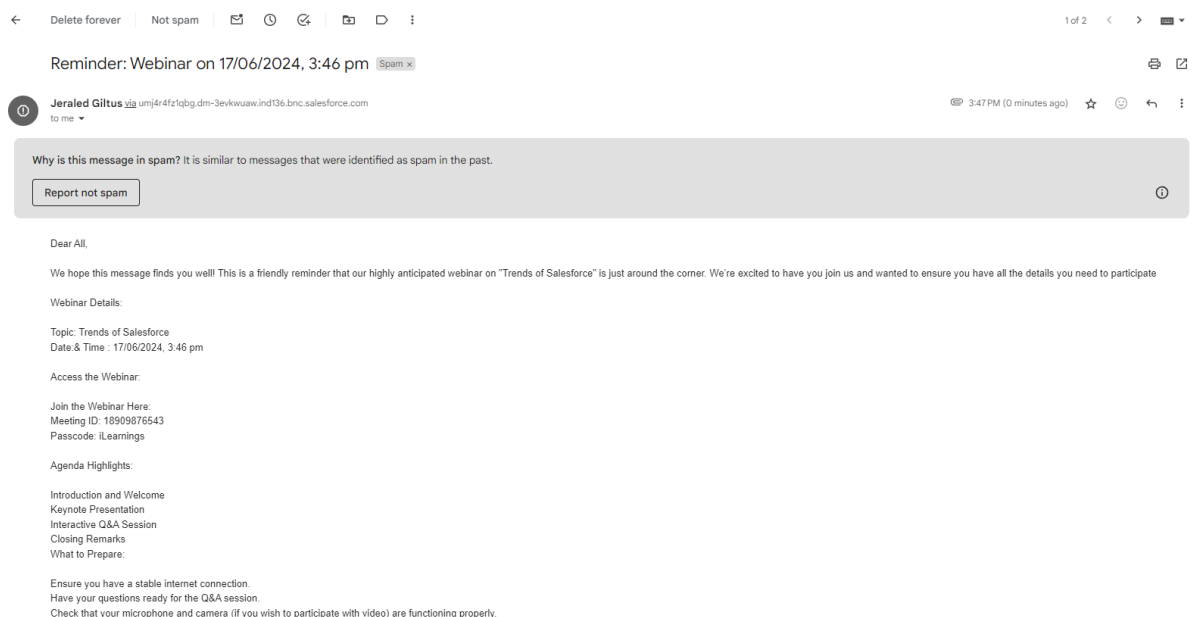 Delete forever
Not spam
1 of 2
Reminder: Webinar on 17/06/2024, 3:46 pm
Spam ×
Jeraled Giltus via umj4r4fz1qbg.dm-3evkwuaw.ind136.bnc.salesforce.com
3:47 PM (0 minutes ago)
to me
Why is this message in spam? It is similar to messages that were identified as spam in the past.
Report not spam
Dear All,
We hope this message finds you well! This is a friendly reminder that our highly anticipated webinar on "Trends of Salesforce" is just around the corner. We're excited to have you join us and wanted to ensure you have all the details you need to participate
Webinar Details:
Topic: Trends of Salesforce
Date:& Time : 17/06/2024, 3:46 pm
Access the Webinar:
Join the Webinar Here:
Meeting ID: 18909876543
Passcode: iLearnings
Agenda Highlights:
Introduction and Welcome
Keynote Presentation
Interactive Q&A Session
Closing Remarks
What to Prepare:
Ensure you have a stable internet connection.
Have your questions ready for the Q&A session.
Check that your microphone and camera (if you wish to participate with video) are functioning properly.